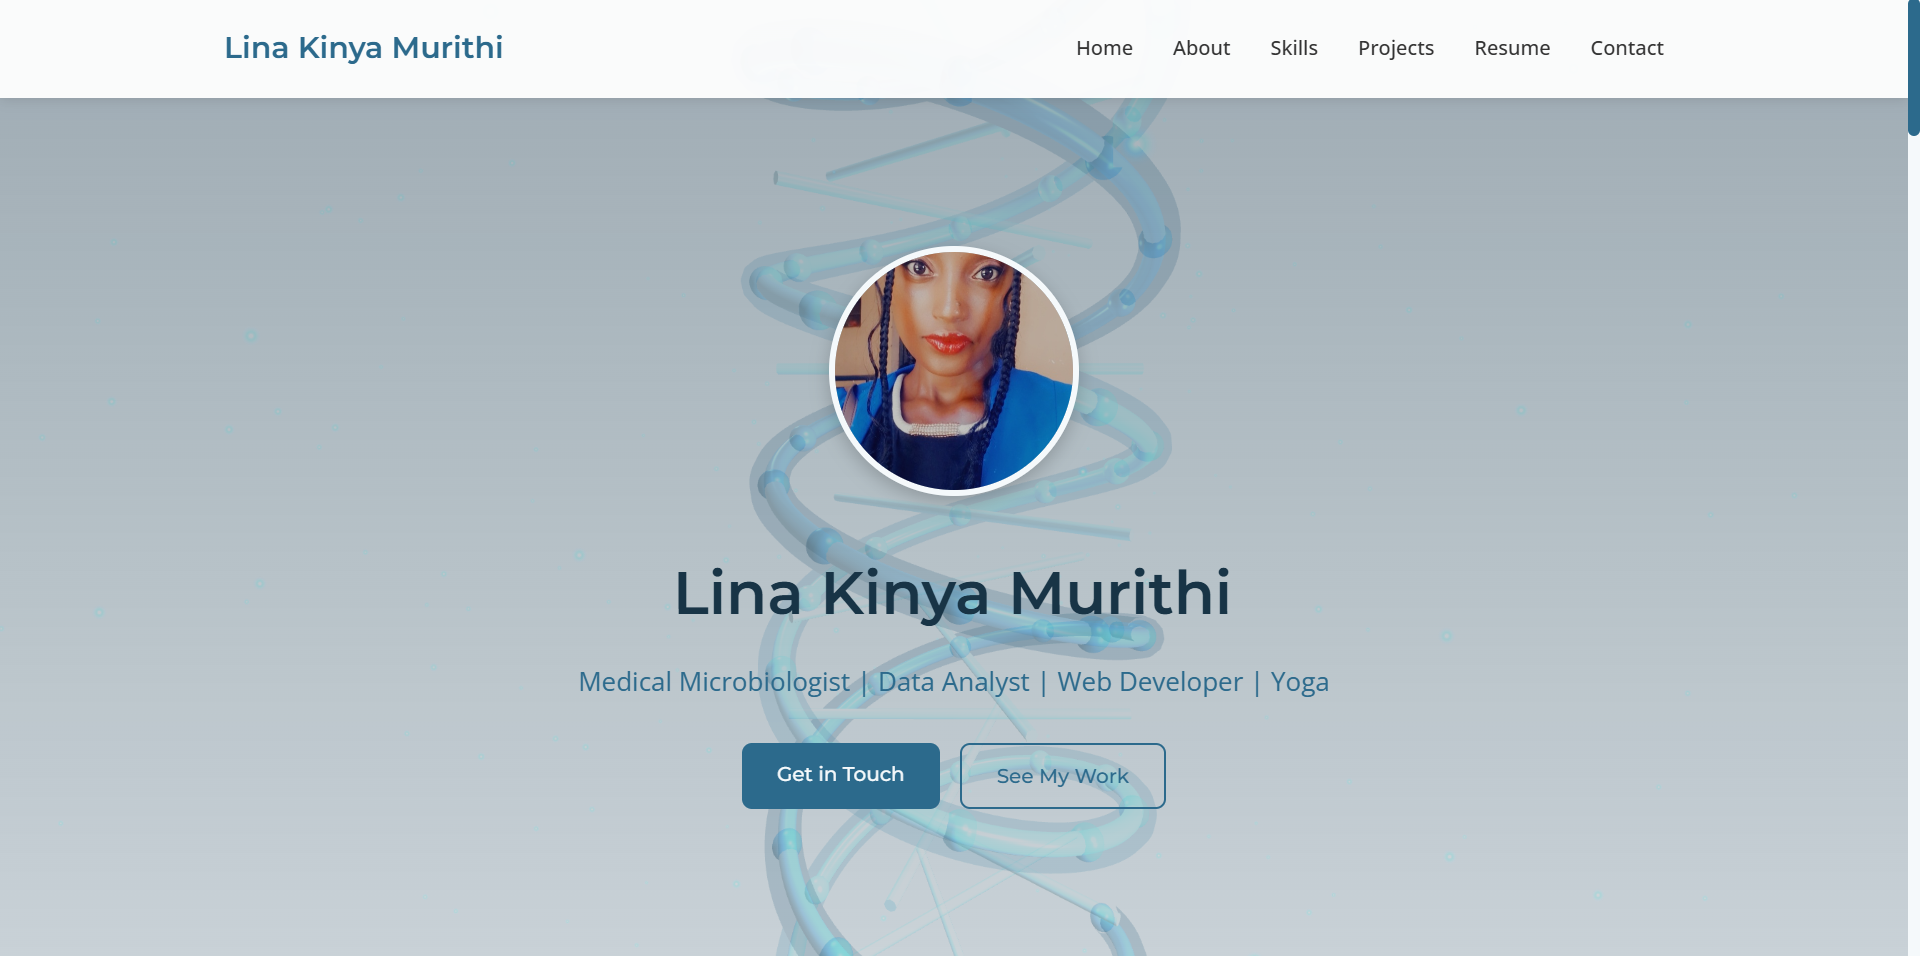 Lina Kinya Murithi
Home About Skills Projects Resume Contact
Lina Kinya Murithi
Medical Microbiologist | Data Analyst | Web Developer | Yoga
Get in Touch
See My Work